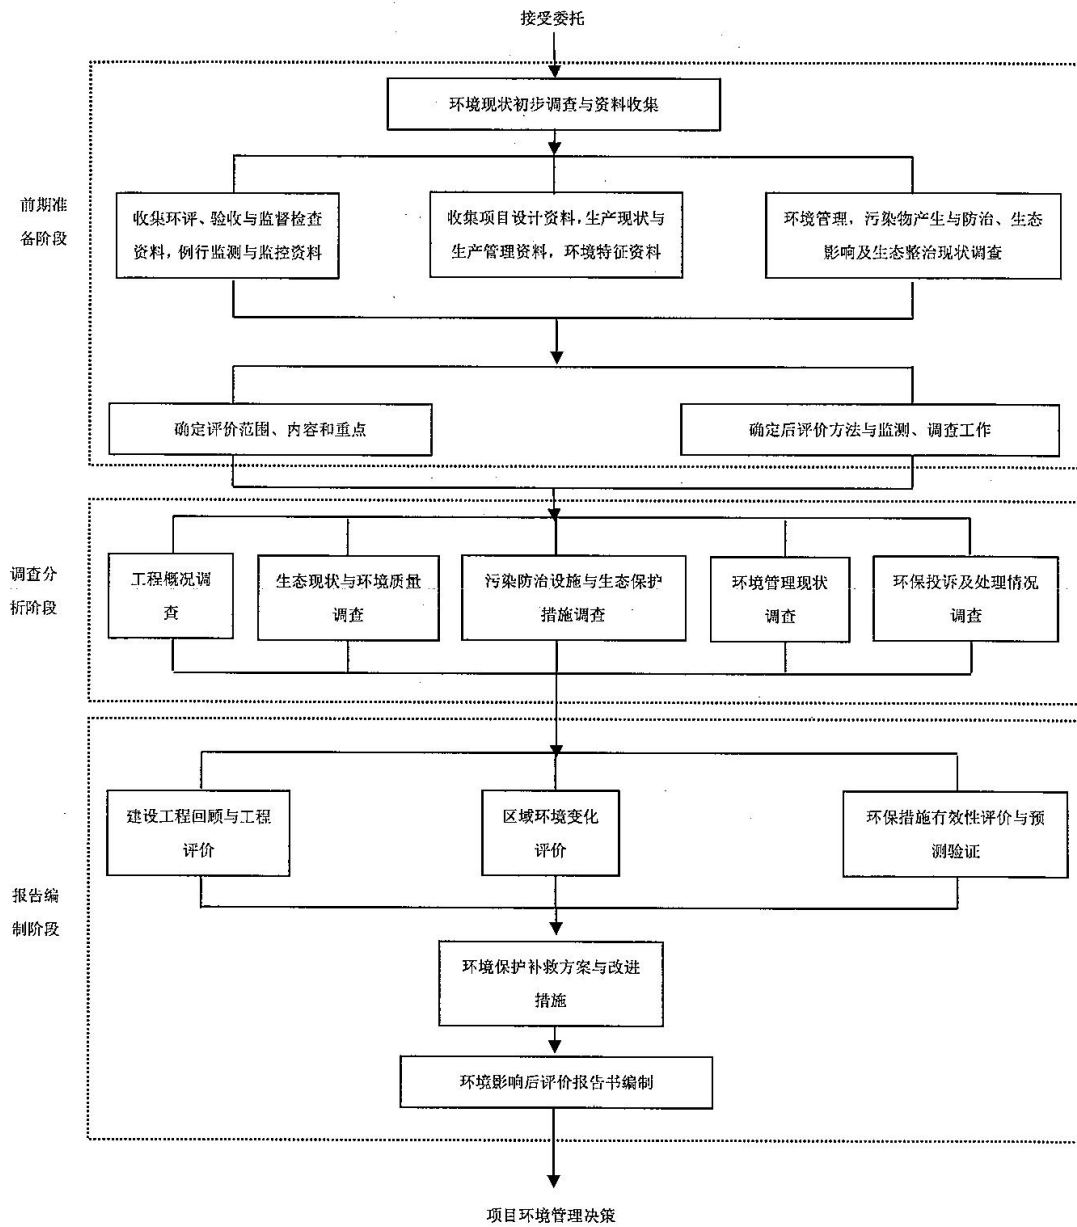 接受委托
环境现状初步调查与资料收集
前期准
备阶段
收集环评、验收与监督检查
资料，例行监测与监控资料
收集项目设计资料，生产现状与
生产管理资料，环境特征资料
环境管理，污染物产生与防治、生态
影响及生态整治现状调查
确定评价范围、内容和重点
确定后评价方法与监测、调查工作
调查分
析阶段
工程概况调
查
生态现状与环境质量
调查
污染防治设施与生态保护
措施调查
环境管理现状
调查
环保投诉及处理情况
调查
报告编
制阶段
建设工程回顾与工程
评价
区域环境变化
评价
环保措施有效性评价与预
测验证
环境保护补救方案与改进
措施
环境影响后评价报告书编制
项目环境管理决策